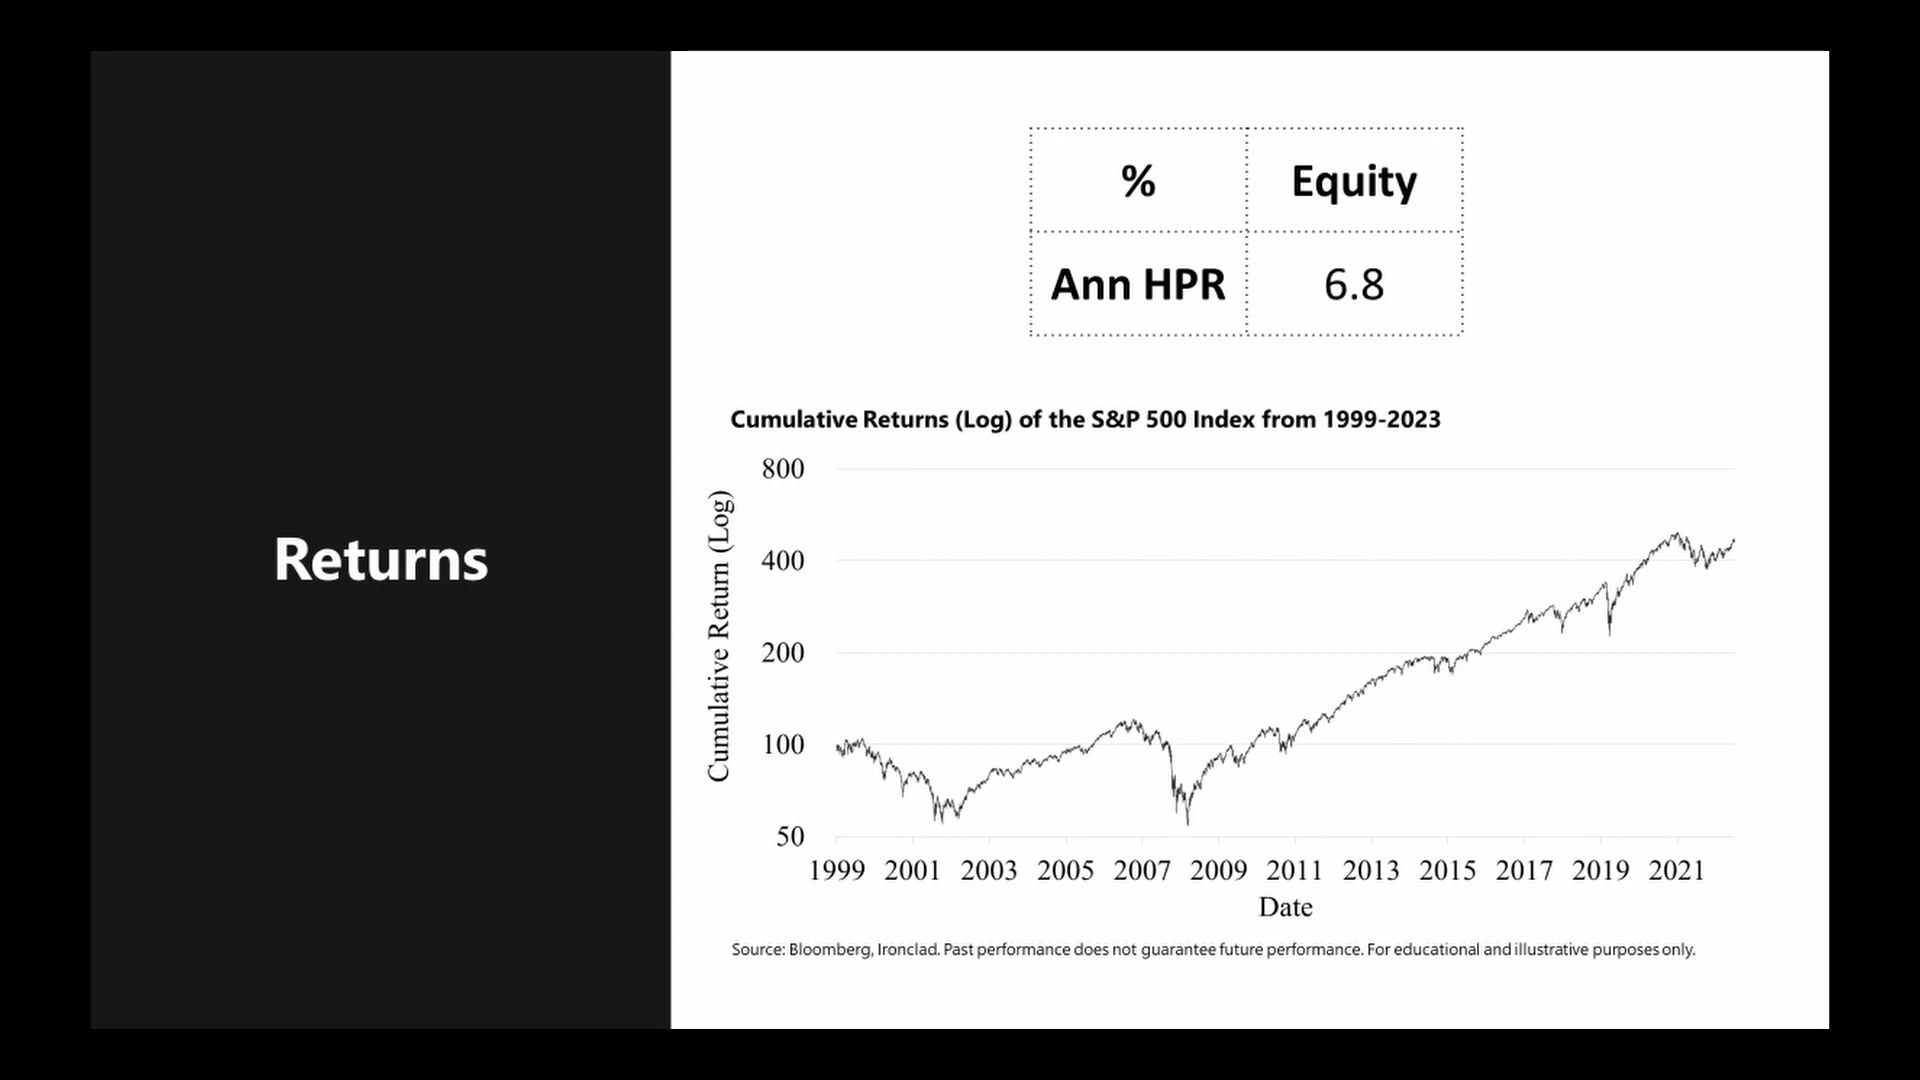 Returns
% Equity
Ann HPR 6.8
Cumulative Returns (Log) of the S&P 500 Index from 1999-2023
Cumulative Return (Log)
800
400
200
100
50
1999 2001 2003 2005 2007 2009 2011 2013 2015 2017 2019 2021
Date
Source: Bloomberg, Ironclad. Past performance does not guarantee future performance. For educational and illustrative purposes only.